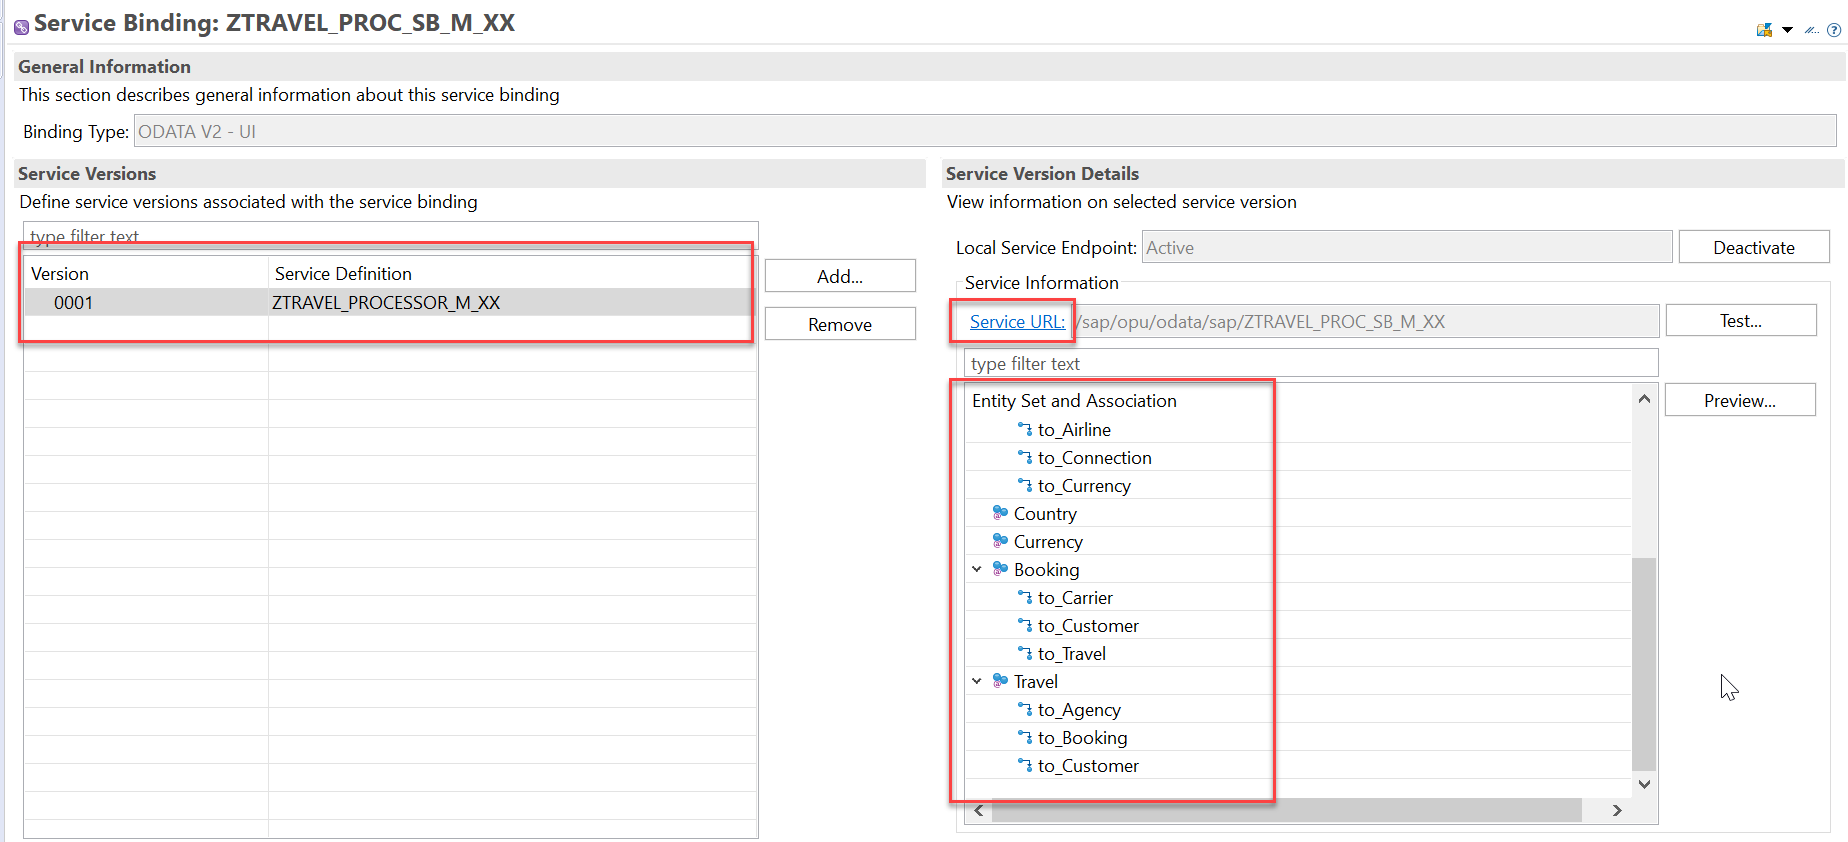 Service Binding: ZTRAVEL_PROC_SB_M_XX
General Information
This section describes general information about this service binding
Binding Type: ODATA V2 - UI
Service Versions
Define service versions associated with the service binding
type filter text
Version Service Definition
0001 ZTRAVEL_PROCESSOR_M_XX
Add...
Remove
Service Version Details
View information on selected service version
Local Service Endpoint: Active Deactivate
Service Information
Service URL: /sap/opu/odata/sap/ZTRAVEL_PROC_SB_M_XX Test...
type filter text
Entity Set and Association Preview...
to_Airline
to_Connection
to_Currency
Country
Currency
Booking
to_Carrier
to_Customer
to_Travel
Travel
to_Agency
to_Booking
to_Customer